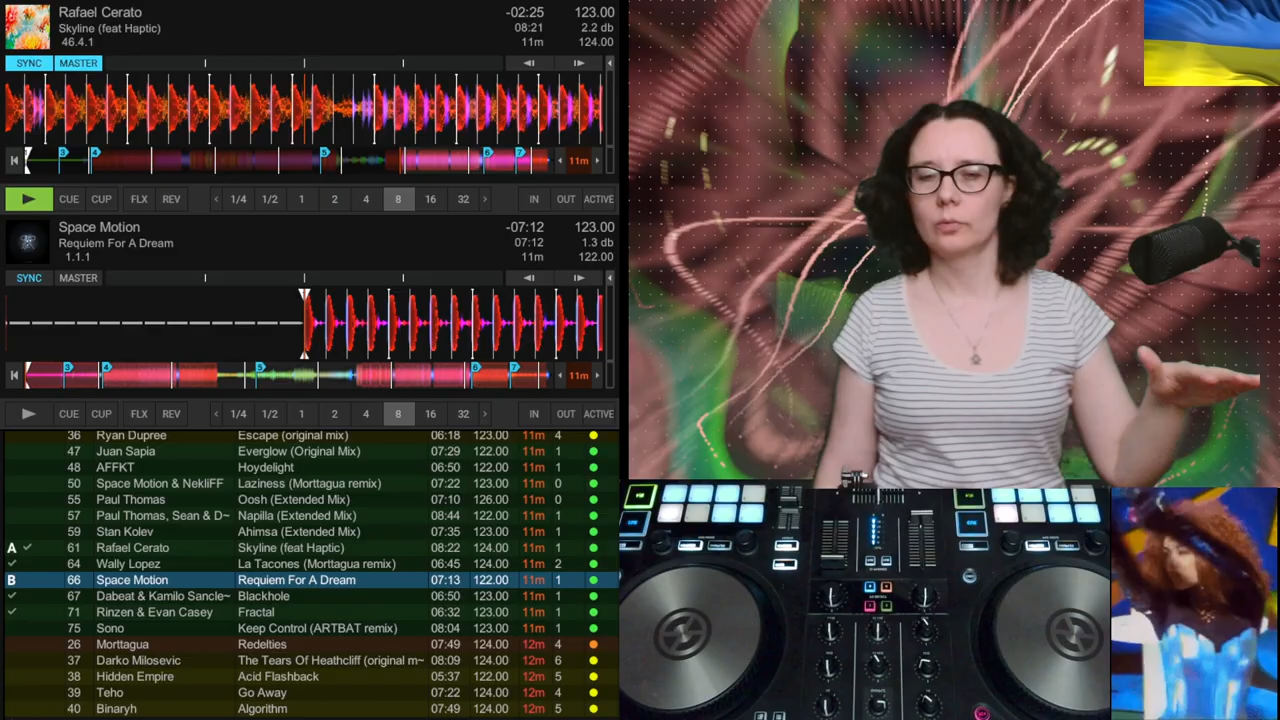 Rafael Cerato -02:25 123.00
Skyline (feat Haptic) 08:21 2.2 db
46.4.1 11m 124.00
SYNC MASTER
3 4 5 6 7 11m
CUE CUP FLX REV 1/4 1/2 1 2 4 8 16 32 IN OUT ACTIVE
Space Motion -07:12 123.00
Requiem For A Dream 07:12 1.3 db
1.1.1 11m 122.00
SYNC MASTER
3 4 5 6 7 11m
CUE CUP FLX REV 1/4 1/2 1 2 4 8 16 32 IN OUT ACTIVE
36 Ryan Dupree Escape (original mix) 06:18 123.00 11m 4
47 Juan Sapia Everglow (Original Mix) 07:29 122.00 11m 1
48 AFFKT Hoydelight 06:50 122.00 11m 1
50 Space Motion & NekliFF Laziness (Morttagua remix) 07:22 123.00 11m 0
55 Paul Thomas Oosh (Extended Mix) 07:10 126.00 11m 0
57 Paul Thomas, Sean & D~ Napilla (Extended Mix) 08:44 122.00 11m 1
59 Stan Kolev Ahimsa (Extended Mix) 07:35 123.00 11m 1
A 61 Rafael Cerato Skyline (feat Haptic) 08:22 124.00 11m 1
64 Wally Lopez La Tacones (Morttagua remix) 06:45 124.00 11m 2
B 66 Space Motion Requiem For A Dream 07:13 122.00 11m 1
67 Dabeat & Kamilo Sancle~ Blackhole 06:50 123.00 11m 1
71 Rinzen & Evan Casey Fractal 06:32 123.00 11m 1
75 Sono Keep Control (ARTBAT remix) 08:04 123.00 11m 1
26 Morttagua Redelties 07:49 124.00 12m 4
37 Darko Milosevic The Tears Of Heathcliff (original m~ 08:09 124.00 12m 6
38 Hidden Empire Acid Flashback 05:37 122.00 12m 5
39 Teho Go Away 07:22 124.00 12m 4
40 Binaryh Algorithm 07:49 124.00 12m 5